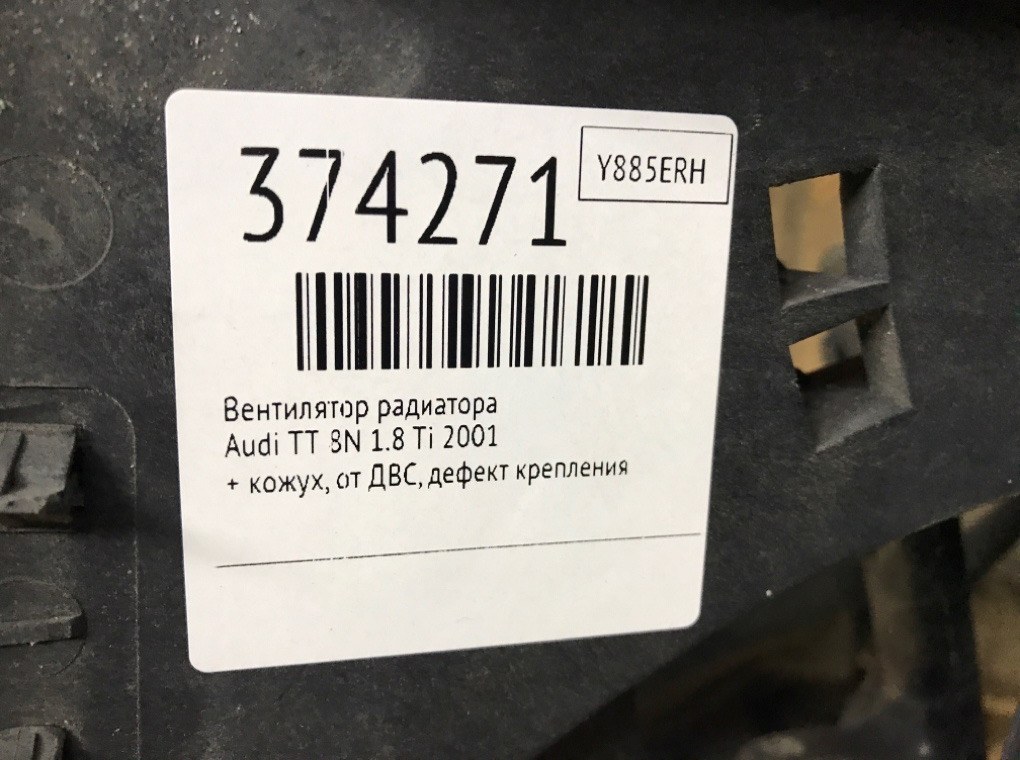 374271
Y885ERH
Вентилятор радиатора
Audi TT 8N 1.8 Ti 2001
+ кожух, от ДВС, дефект крепления